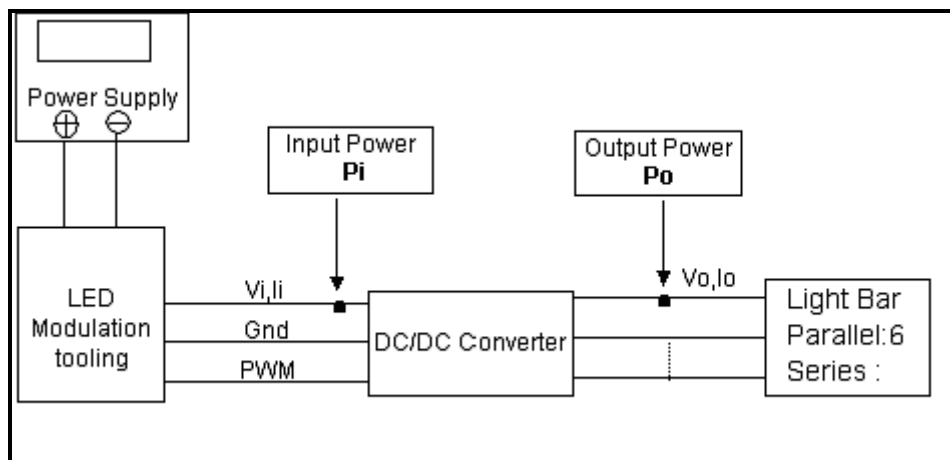 Power Supply
Input Power
Pi
Output Power
Po
LED
Modulation
tooling
Vi,Ii
Gnd
PWM
DC/DC Converter
Vo,Io
Light Bar
Parallel:6
Series :